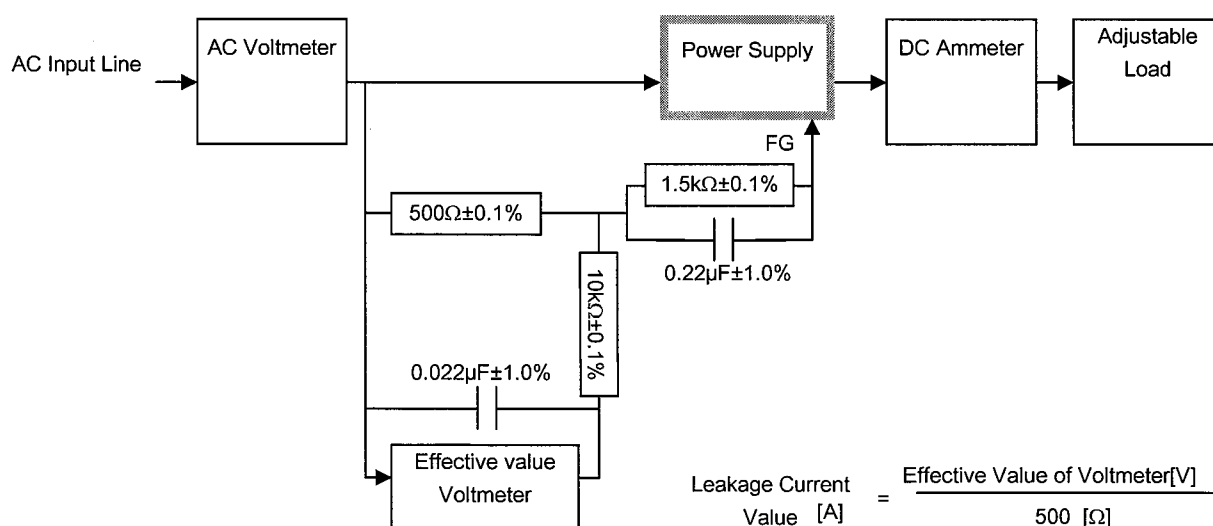 AC Input Line
AC Voltmeter
Power Supply
DC Ammeter
Adjustable
Load
FG
1.5kΩ±0.1%
500Ω±0.1%
0.22µF±1.0%
10kΩ±0.1%
0.022µF±1.0%
Effective value
Voltmeter
Leakage Current
Value [A]
=
Effective Value of Voltmeter[V]
500 [Ω]